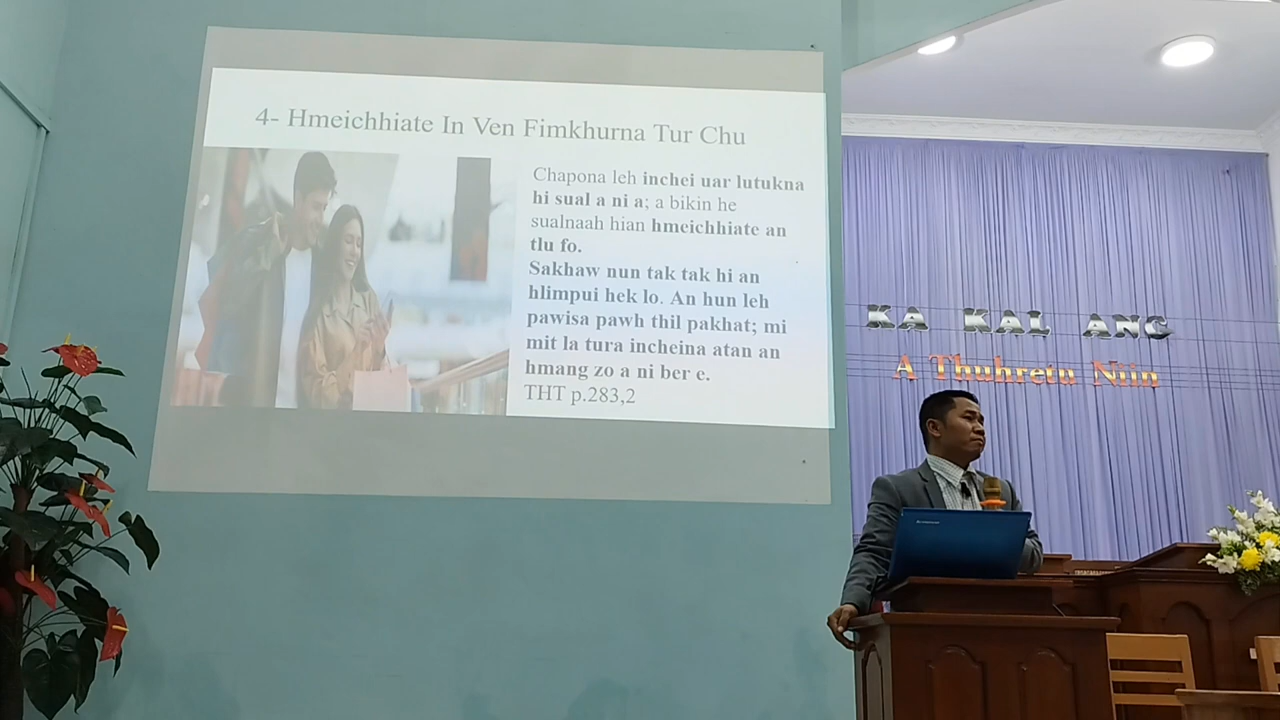 4- Hmeichhiate In Ven Fimkhurna Tur Chu
Chapona leh inchei uar lutukna
hi sual a ni a; a bikin he
sualnaah hian hmeichhiate an
tlu fo.
Sakhaw nun tak tak hi an
hlimpui hek lo. An hun leh
pawisa pawh thil pakhat; mi
mit la tura incheina atan an
hmang zo a ni ber e.
THT p.283,2
KA KAL ANG
A Thuhretu Niin